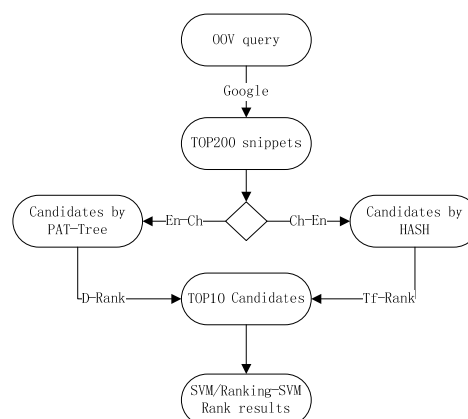 OOV query
Google
TOP200 snippets
Candidates by
PAT-Tree
En-Ch
Ch-En
Candidates by
HASH
D-Rank
TOP10 Candidates
Tf-Rank
SVM/Ranking-SVM
Rank results